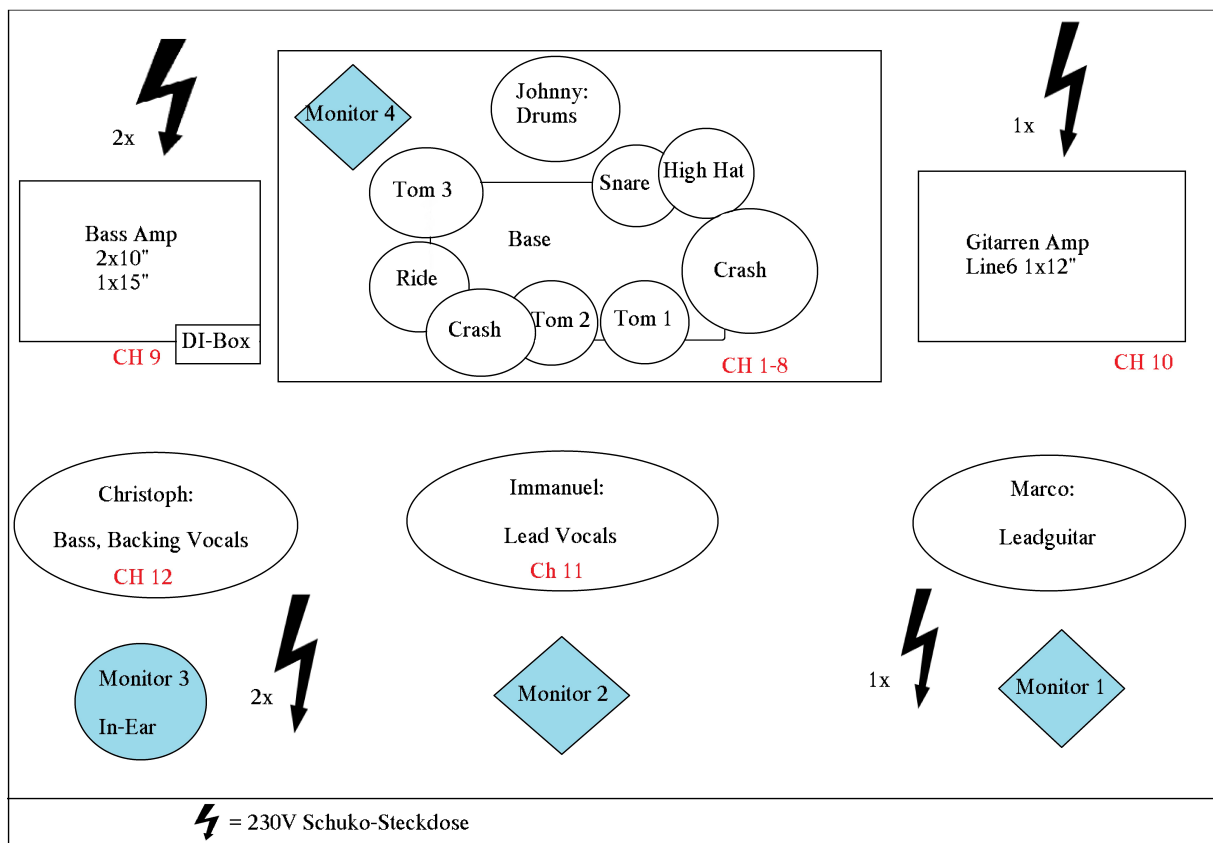 2x
Monitor 4
Johnny:
Drums
1x
Tom 3
Snare
High Hat
Bass Amp
2x10"
1x15"
Base
Gitarren Amp
Line6 1x12"
Ride
Crash
Crash
Tom 2
Tom 1
DI-Box
CH 9
CH 1-8
CH 10
Christoph:
Bass, Backing Vocals
CH 12
Immanuel:
Lead Vocals
Ch 11
Marco:
Leadguitar
Monitor 3
In-Ear
2x
Monitor 2
1x
Monitor 1
= 230V Schuko-Steckdose